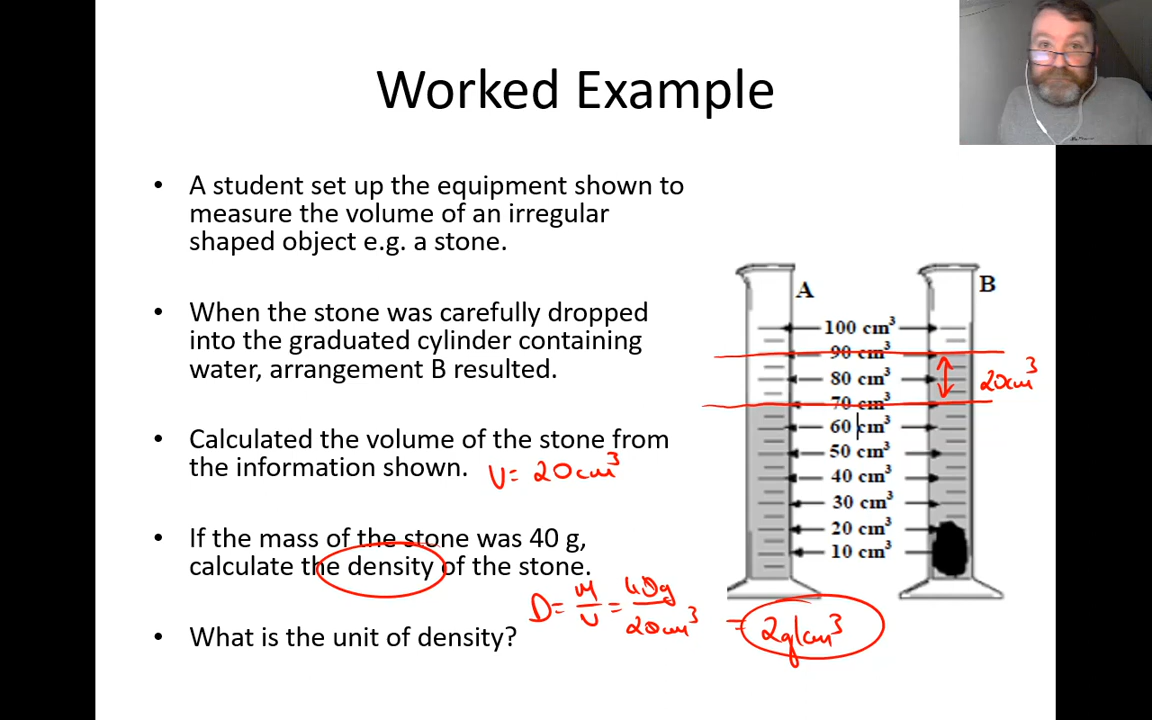 Worked Example
• A student set up the equipment shown to
measure the volume of an irregular
shaped object e.g. a stone.
• When the stone was carefully dropped
into the graduated cylinder containing
water, arrangement B resulted.
• Calculated the volume of the stone from
the information shown. V= 20cm³
• If the mass of the stone was 40 g,
calculate the density of the stone.
D= M/V = 40g/20cm³ = 2g/cm³
• What is the unit of density?
A
B
100 cm³
90 cm³
80 cm³
20cm³
70 cm³
60 cm³
50 cm³
40 cm³
30 cm³
20 cm³
10 cm³